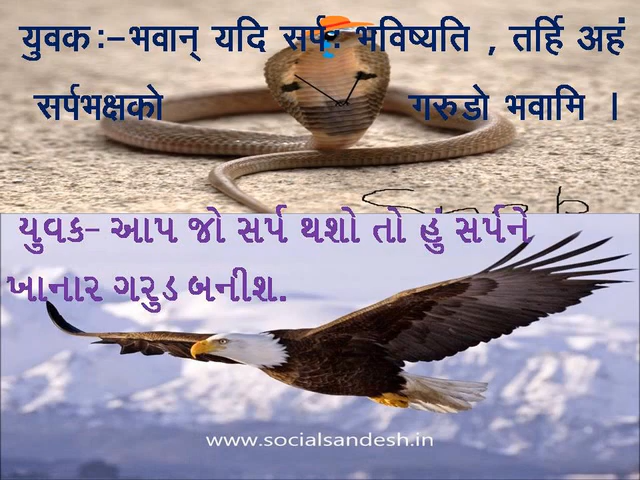 युवक:-भवान् यदि सर्पः भविष्यति , तर्हि अहं
सर्पभक्षको गरुडो भवामि ।
યુવક- આપ જો સર્પ થશો તો હું સર્પને
ખાનાર ગરુડ બનીશ.
www.socialsandesh.in